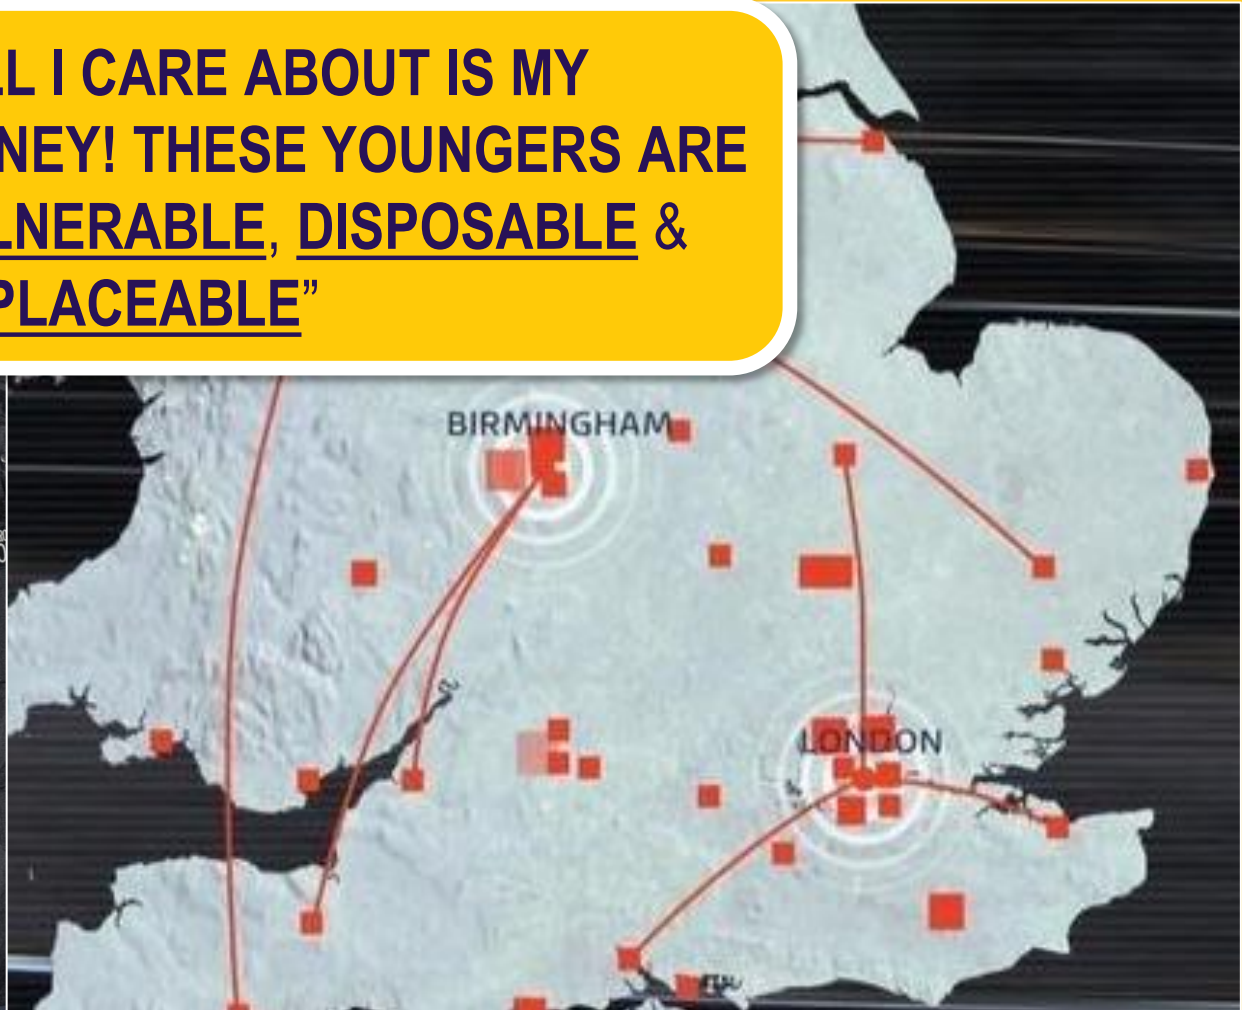 LL I CARE ABOUT IS MY
NEY! THESE YOUNGERS ARE
LNERABLE, DISPOSABLE &
PLACEABLE”
BIRMINGHAM
LONDON